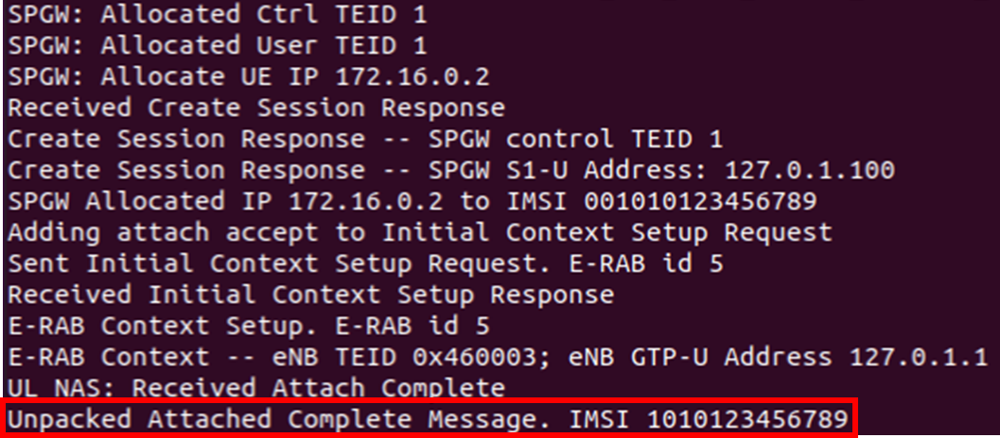 SPGW: Allocated Ctrl TEID 1
SPGW: Allocated User TEID 1
SPGW: Allocate UE IP 172.16.0.2
Received Create Session Response
Create Session Response -- SPGW control TEID 1
Create Session Response -- SPGW S1-U Address: 127.0.1.100
SPGW Allocated IP 172.16.0.2 to IMSI 001010123456789
Adding attach accept to Initial Context Setup Request
Sent Initial Context Setup Request. E-RAB id 5
Received Initial Context Setup Response
E-RAB Context Setup. E-RAB id 5
E-RAB Context -- eNB TEID 0x460003; eNB GTP-U Address 127.0.1.1
UL NAS: Received Attach Complete
Unpacked Attached Complete Message. IMSI 1010123456789